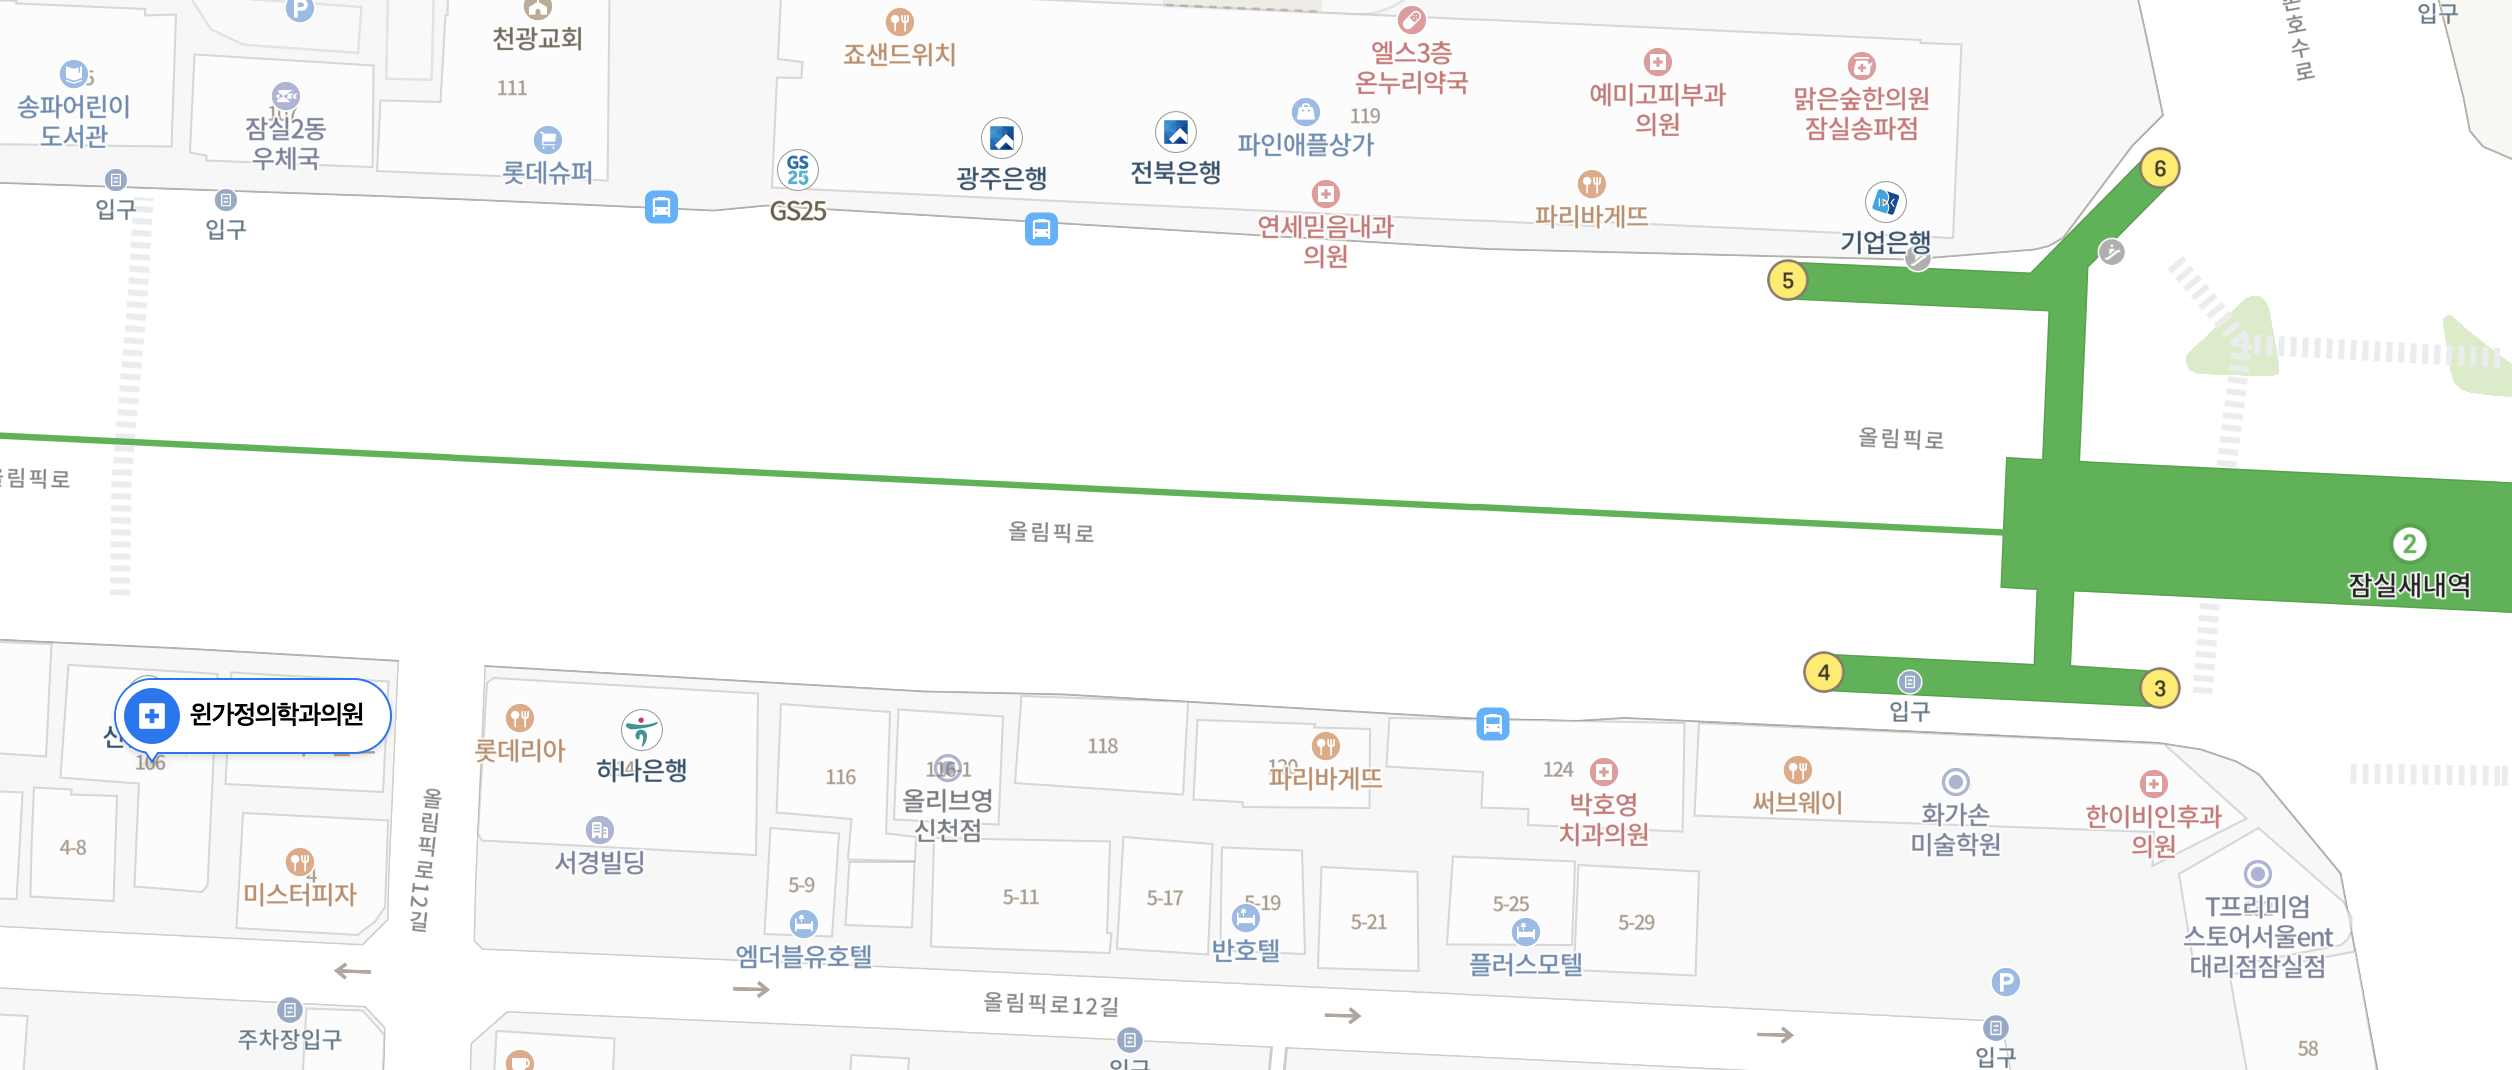 P
천광교회
111
죠샌드위치
엘스3층
온누리약국
예미고피부과
의원
맑은숲한의원
잠실송파점
입구
송파어린이
도서관
잠실2동
우체국
롯데슈퍼
GS
25
GS25
광주은행
전북은행
파인애플상가
119
연세믿음내과
의원
파리바게뜨
기업은행
입구
입구
5
6
올림픽로
올림픽로
올림픽로
2
잠실새내역
4
3
입구
윈가정의학과의원
106
4-8
미스터피자
올림픽로12길
롯데리아
하나은행
서경빌딩
116
116-1
올리브영
신천점
118
파리바게뜨
124
박호영
치과의원
써브웨이
화가손
미술학원
한이비인후과
의원
5-9
엠더블유호텔
5-11
5-17
5-19
반호텔
5-21
5-25
플러스모텔
5-29
T프리미엄
스토어서울ent
대리점잠실점
P
입구
58
주차장입구
올림픽로12길
입구